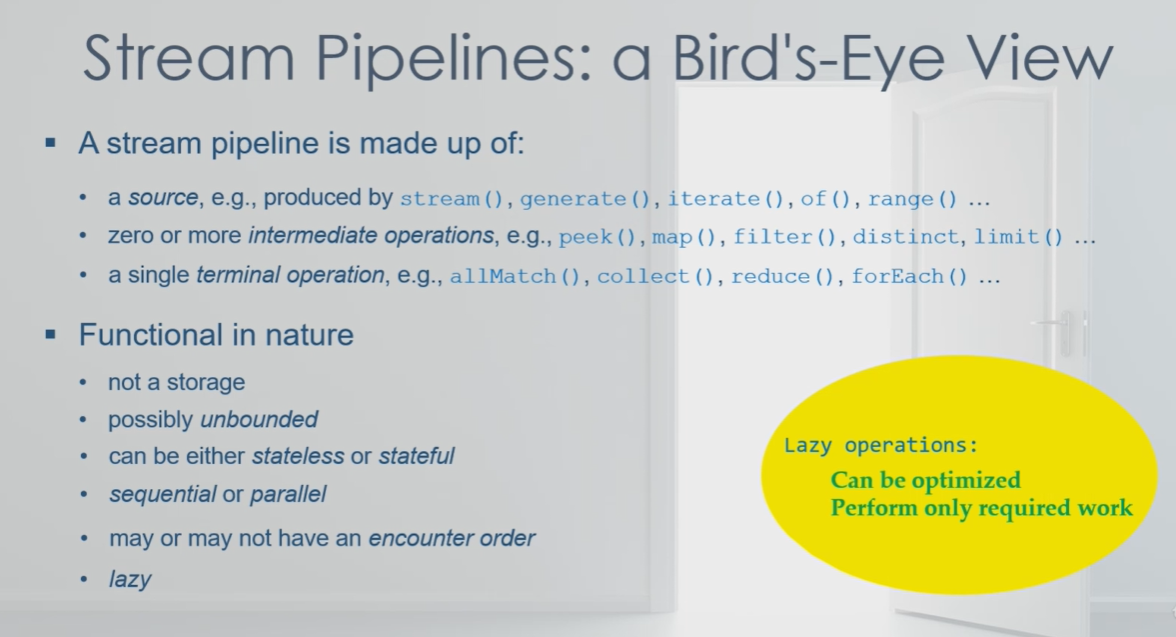 Stream Pipelines: a Bird's-Eye View
▪ A stream pipeline is made up of:
• a source, e.g., produced by stream(), generate(), iterate(), of(), range() ...
• zero or more intermediate operations, e.g., peek(), map(), filter(), distinct, limit() ...
• a single terminal operation, e.g., allMatch(), collect(), reduce(), forEach() ...
▪ Functional in nature
• not a storage
• possibly unbounded
• can be either stateless or stateful
• sequential or parallel
• may or may not have an encounter order
• lazy
Lazy operations:
Can be optimized
Perform only required work